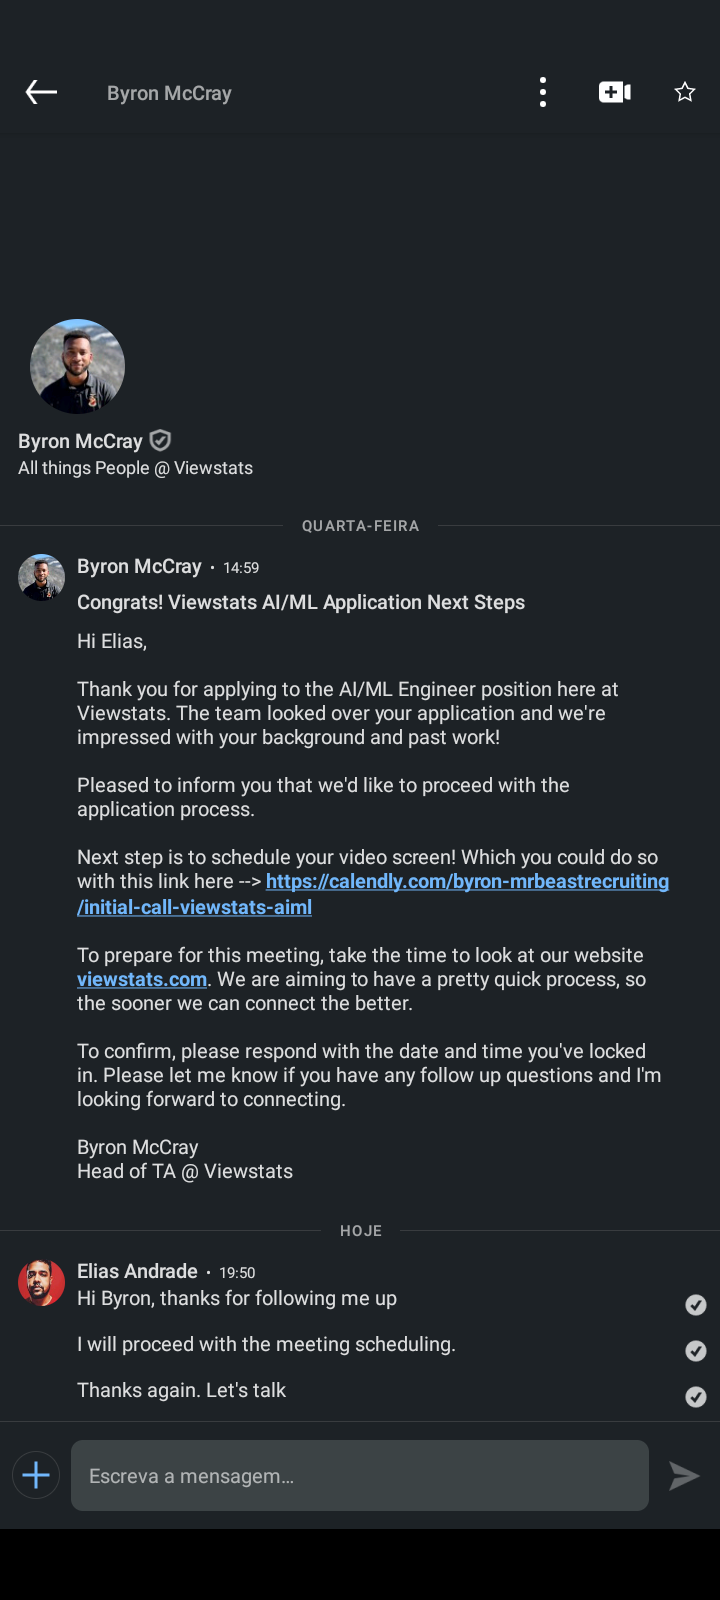 Byron McCray
Byron McCray
All things People @ Viewstats
QUARTA-FEIRA
Byron McCray • 14:59
Congrats! Viewstats AI/ML Application Next Steps
Hi Elias,
Thank you for applying to the AI/ML Engineer position here at
Viewstats. The team looked over your application and we're
impressed with your background and past work!
Pleased to inform you that we'd like to proceed with the
application process.
Next step is to schedule your video screen! Which you could do so
with this link here --> https://calendly.com/byron-mrbeastrecruiting
/initial-call-viewstats-aiml
To prepare for this meeting, take the time to look at our website
viewstats.com. We are aiming to have a pretty quick process, so
the sooner we can connect the better.
To confirm, please respond with the date and time you've locked
in. Please let me know if you have any follow up questions and I'm
looking forward to connecting.
Byron McCray
Head of TA @ Viewstats
HOJE
Elias Andrade • 19:50
Hi Byron, thanks for following me up
I will proceed with the meeting scheduling.
Thanks again. Let's talk
Escreva a mensagem…